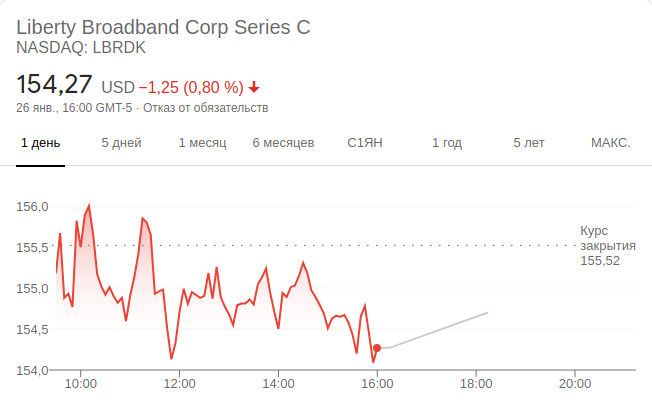 Liberty Broadband Corp Series C
NASDAQ: LBRDK
154,27 USD −1,25 (0,80 %)
26 янв., 16:00 GMT-5 · Отказ от обязательств
1 день 5 дней 1 месяц 6 месяцев С1ЯН 1 год 5 лет МАКС.
156,0
155,5
155,0
154,5
154,0
Курс
закрытия
155,52
10:00 12:00 14:00 16:00 18:00 20:00